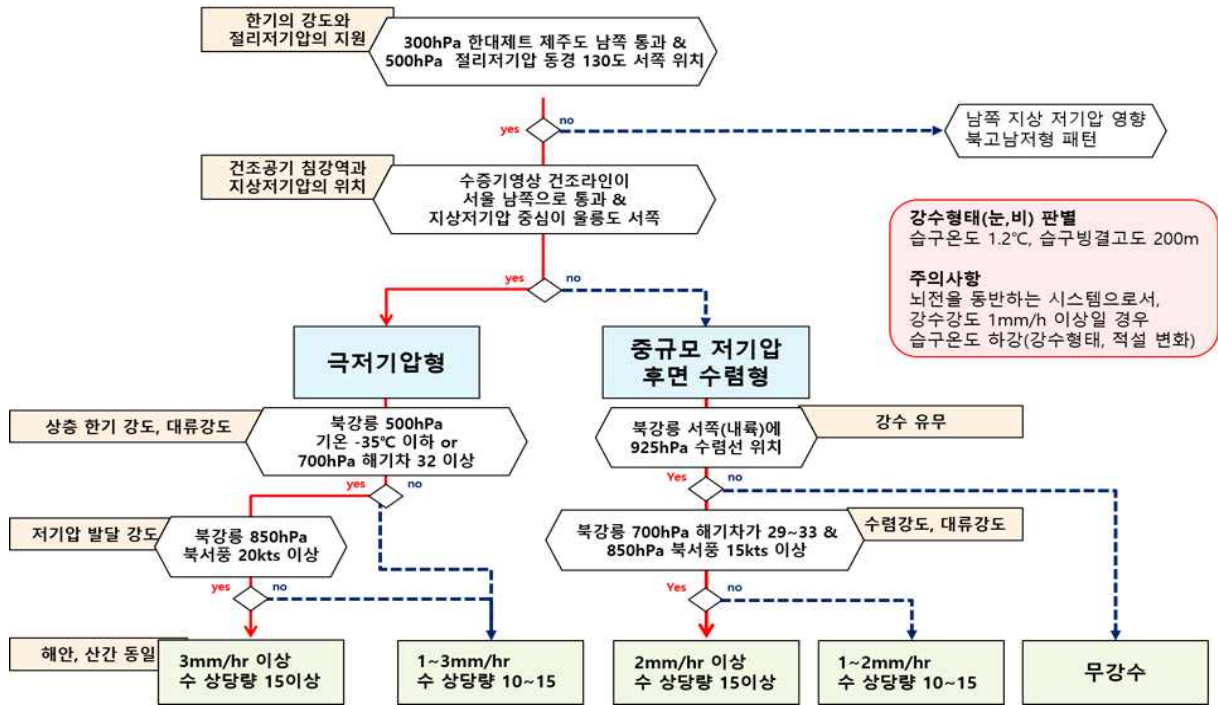 한기의 강도와
절리저기압의 지원
300hPa 한대제트 제주도 남쪽 통과 &
500hPa 절리저기압 동경 130도 서쪽 위치
yes
no
남쪽 지상 저기압 영향
북고남저형 패턴
건조공기 침강역과
지상저기압의 위치
수증기영상 건조라인이
서울 남쪽으로 통과 &
지상저기압 중심이 울릉도 서쪽
강수형태(눈,비) 판별
습구온도 1.2℃, 습구빙결고도 200m
주의사항
뇌전을 동반하는 시스템으로서,
강수강도 1mm/h 이상일 경우
습구온도 하강(강수형태, 적설 변화)
yes
no
극저기압형
중규모 저기압
후면 수렴형
상층 한기 강도, 대류강도
북강릉 500hPa
기온 -35℃ 이하 or
700hPa 해기차 32 이상
북강릉 서쪽(내륙)에
925hPa 수렴선 위치
강수 유무
yes
no
Yes
no
저기압 발달 강도
북강릉 850hPa
북서풍 20kts 이상
북강릉 700hPa 해기차가 29~33 &
850hPa 북서풍 15kts 이상
수렴강도, 대류강도
yes
no
Yes
no
해안, 산간 동일
3mm/hr 이상
수 상당량 15이상
1~3mm/hr
수 상당량 10~15
2mm/hr 이상
수 상당량 15이상
1~2mm/hr
수 상당량 10~15
무강수